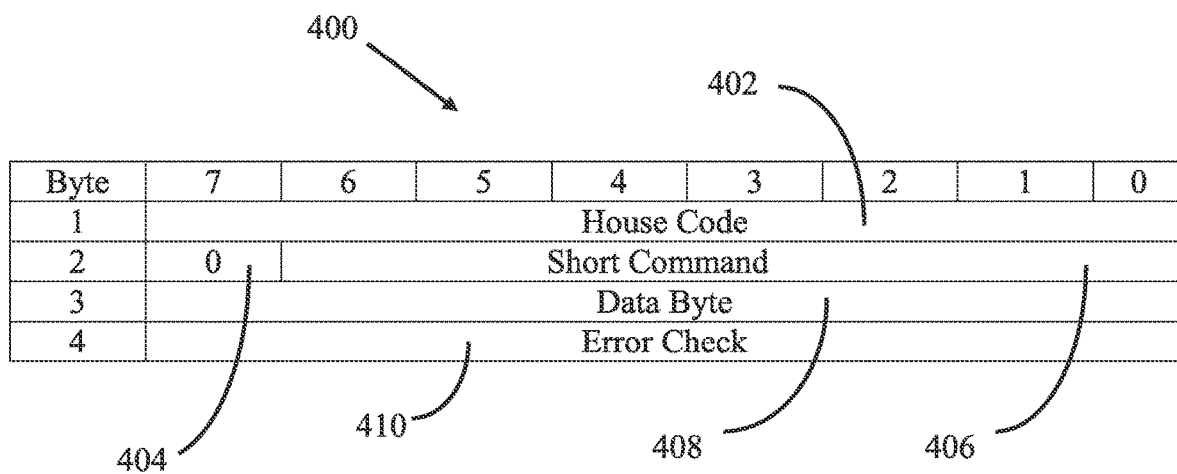 400
402
Byte 7 6 5 4 3 2 1 0
1 House Code
2 0 Short Command
3 Data Byte
4 Error Check
404 410 408 406